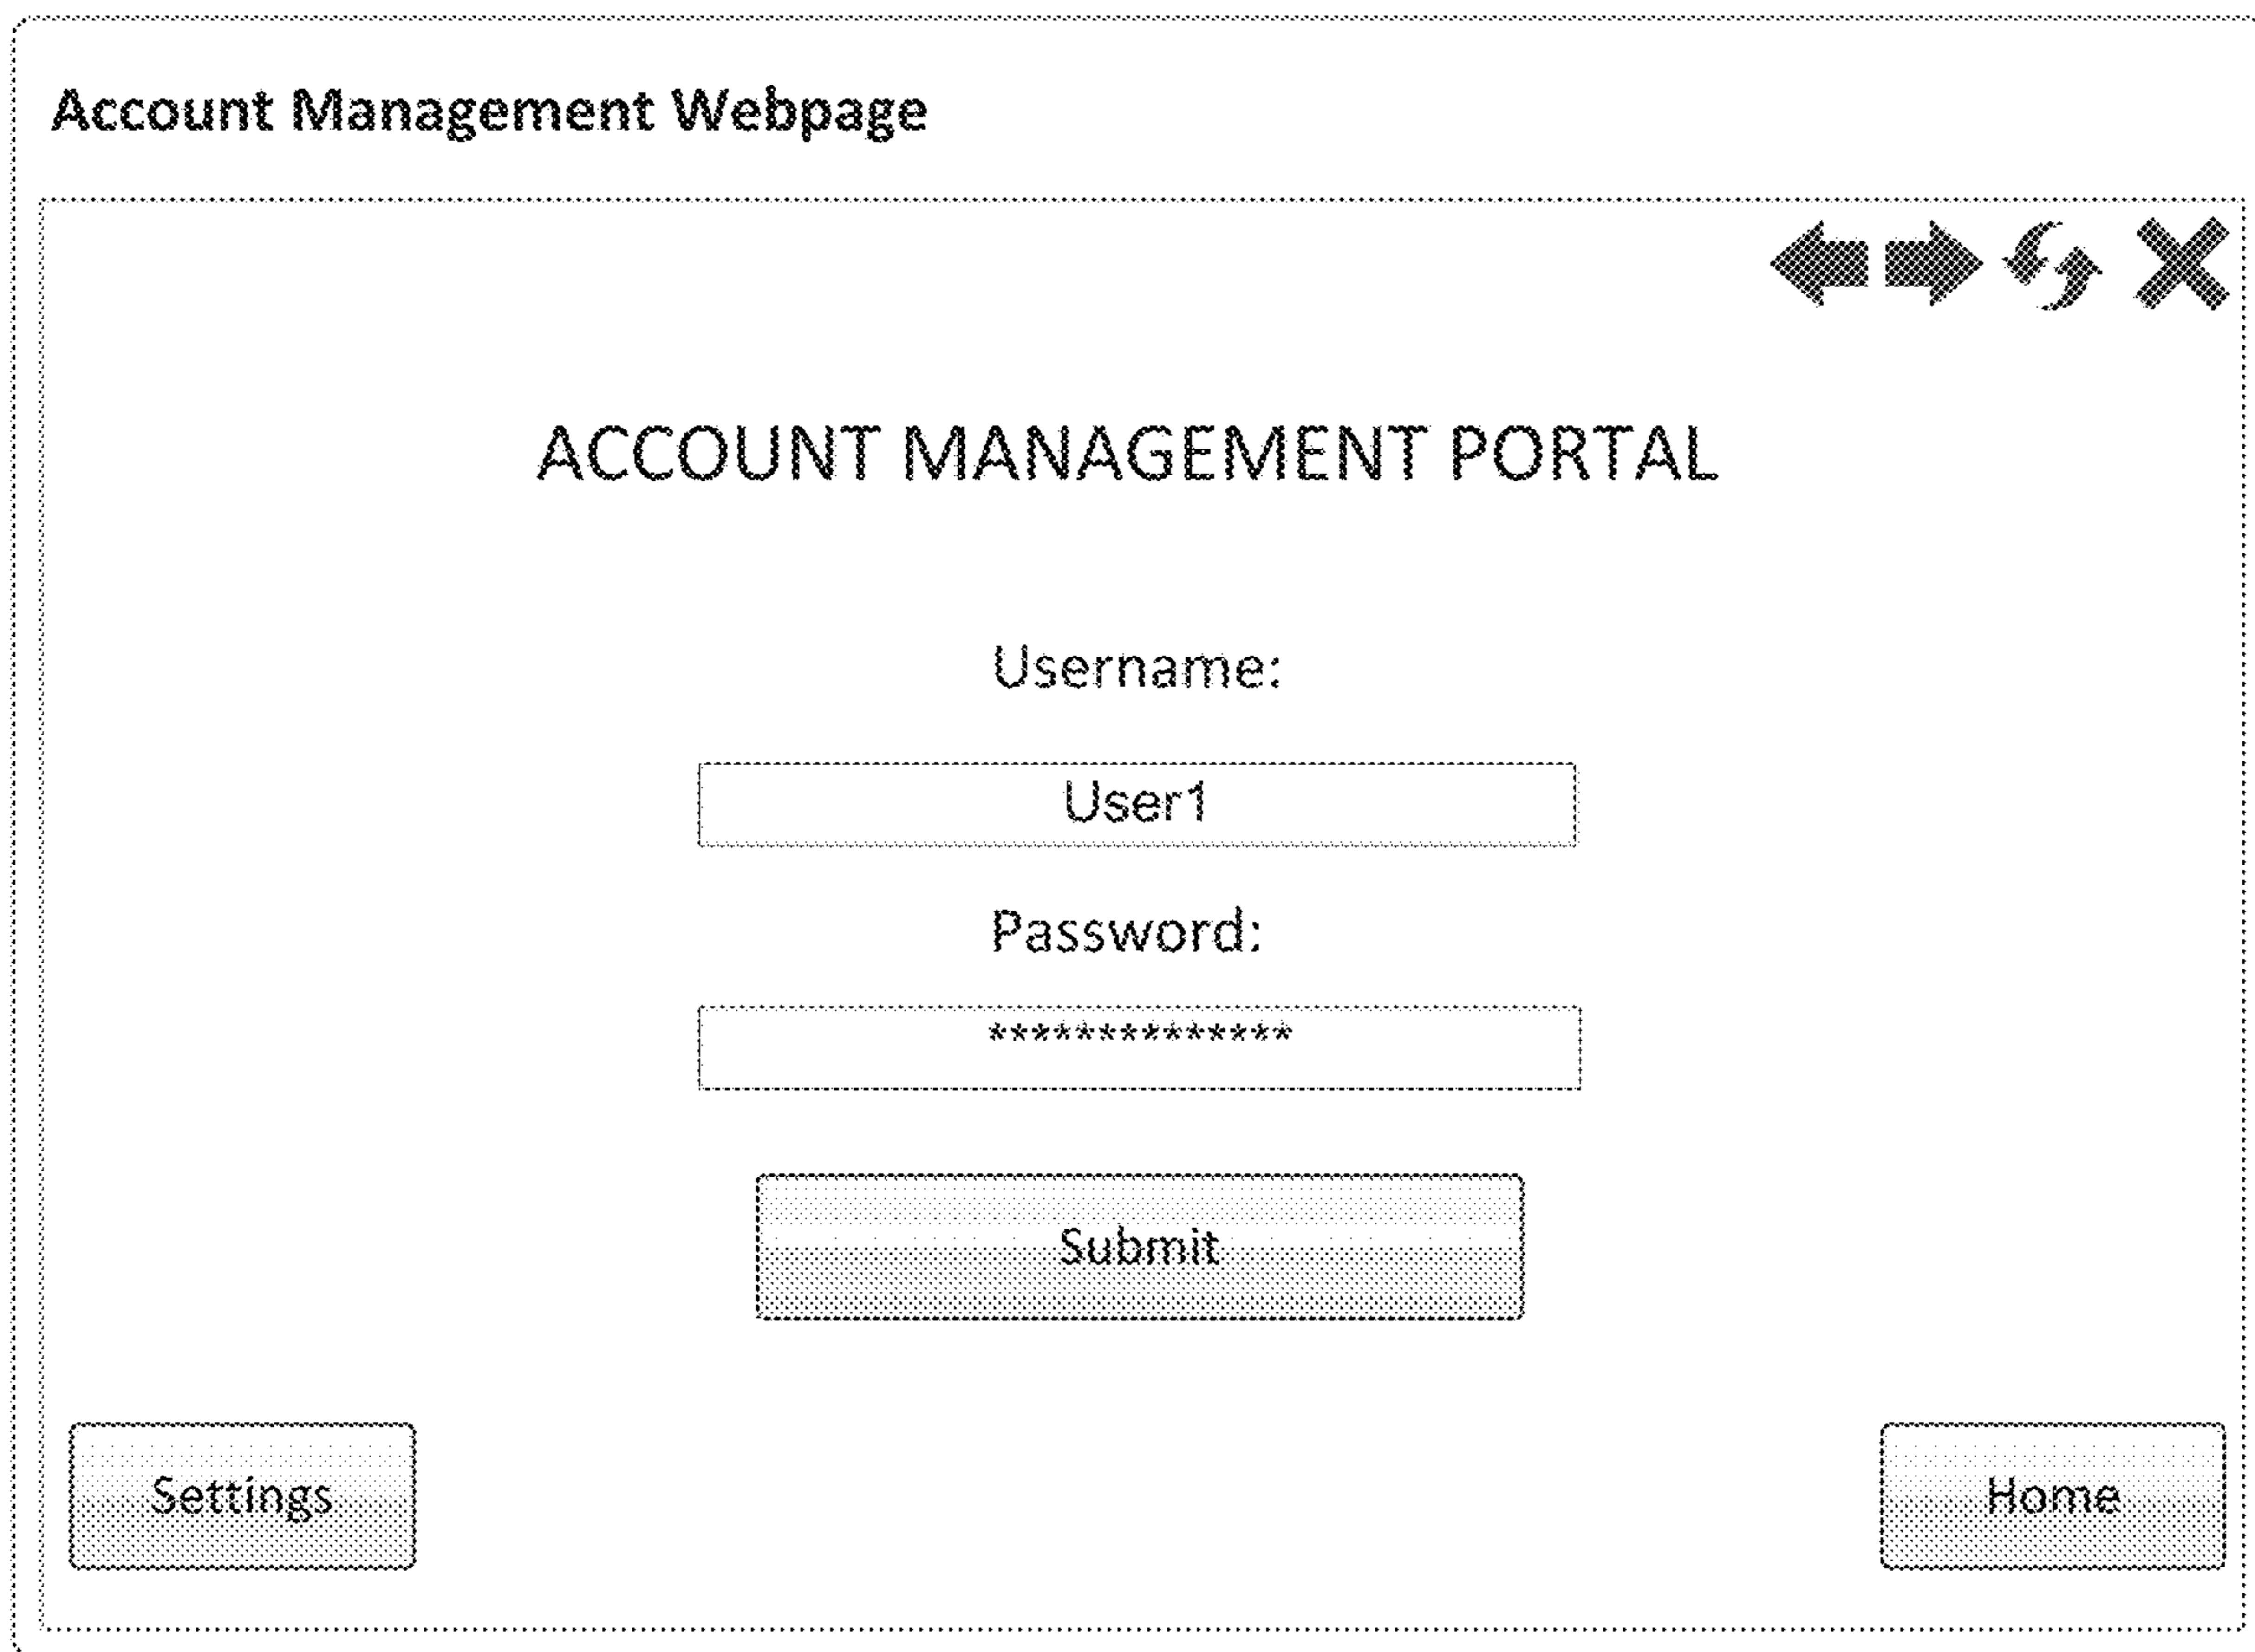 Account Management Webpage
ACCOUNT MANAGEMENT PORTAL
Username:
User1
Password:
**************
Submit
Settings
Home